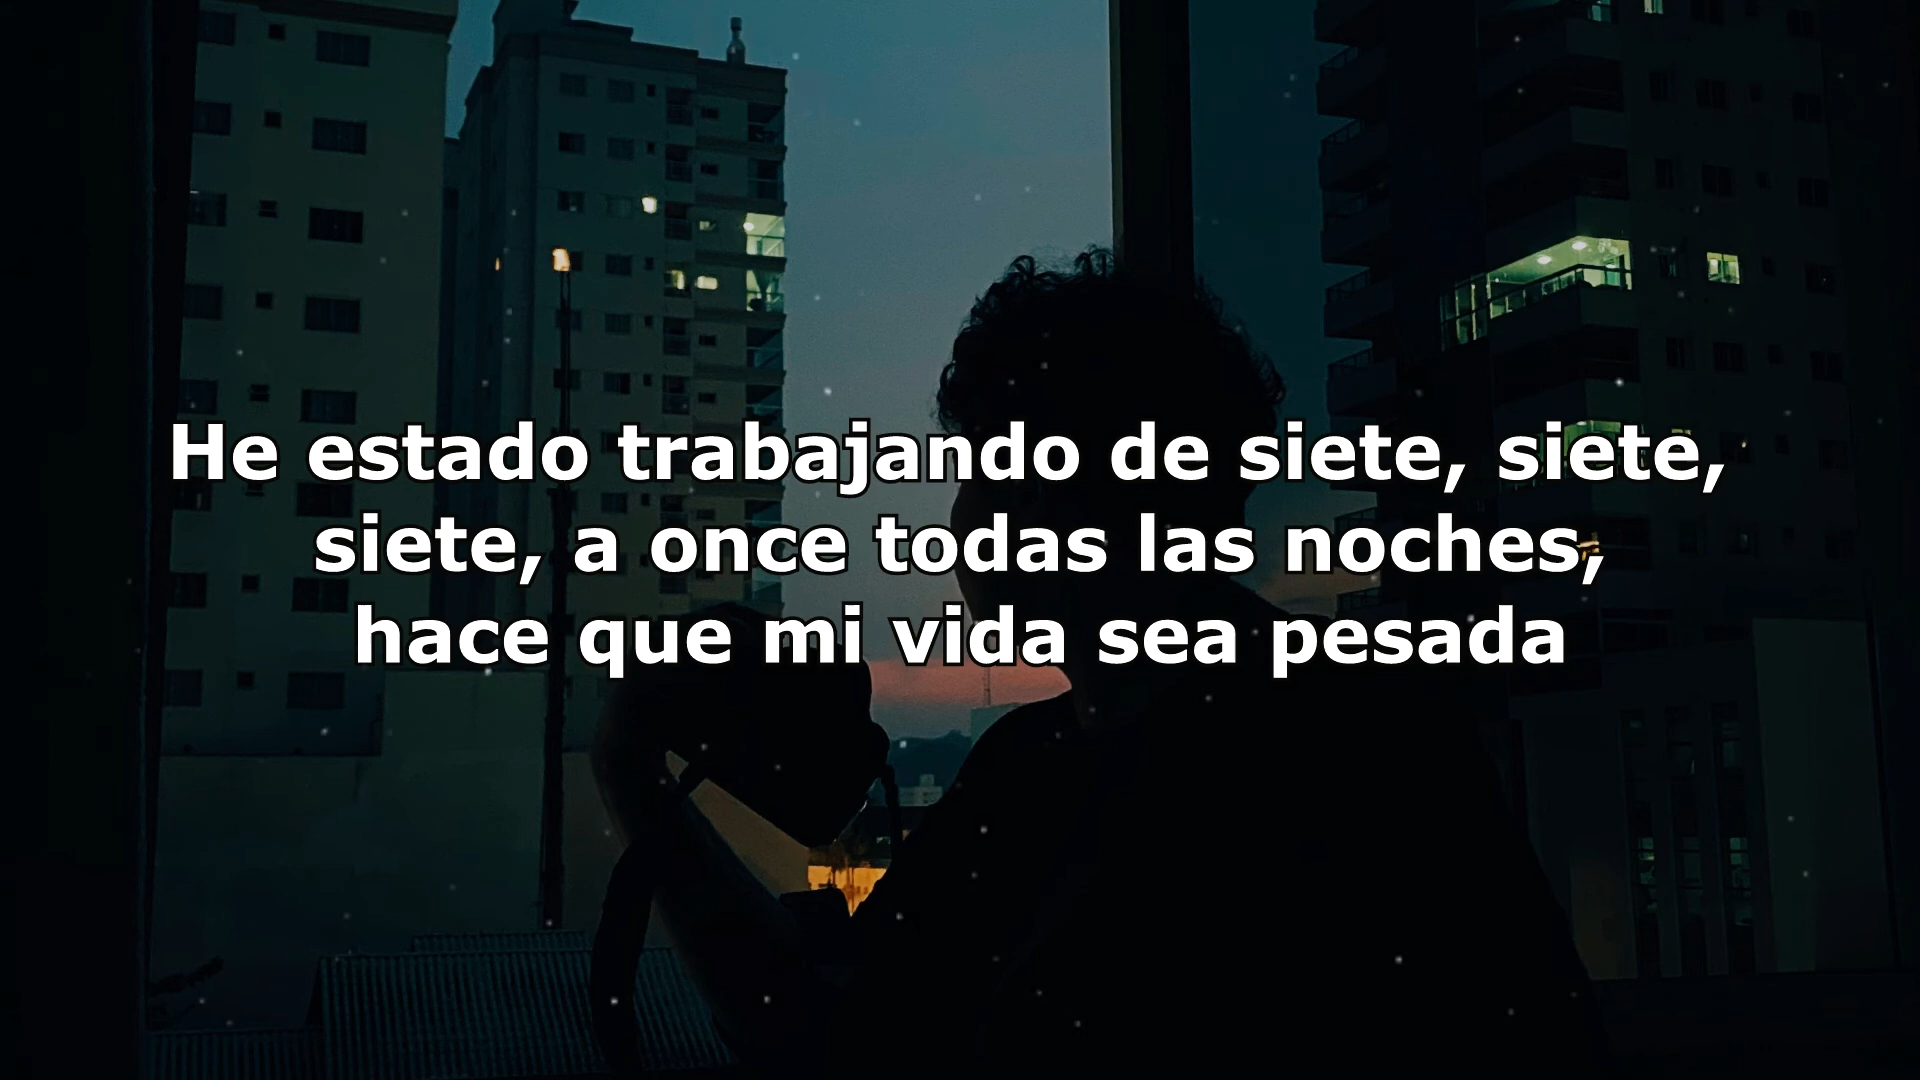 He estado trabajando de siete, siete,
siete, a once todas las noches,
hace que mi vida sea pesada